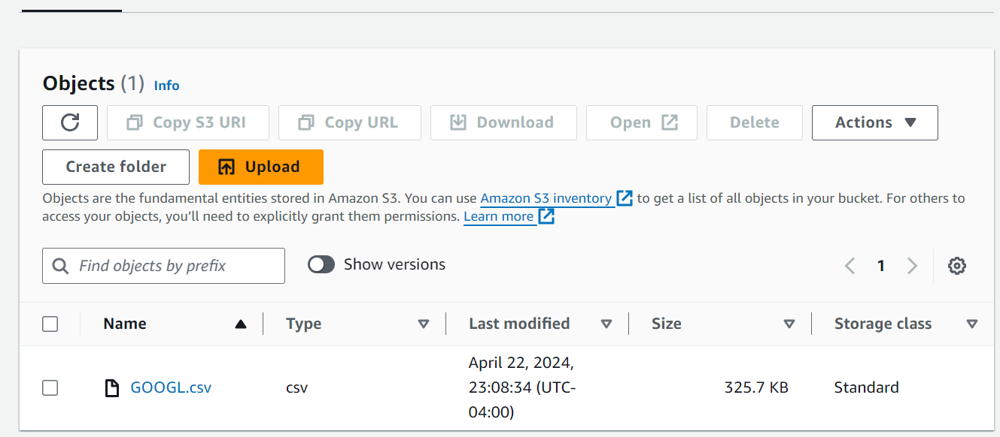 Objects (1) Info
Copy S3 URI Copy URL Download Open Delete Actions
Create folder Upload
Objects are the fundamental entities stored in Amazon S3. You can use Amazon S3 inventory to get a list of all objects in your bucket. For others to
access your objects, you’ll need to explicitly grant them permissions. Learn more
Find objects by prefix Show versions 1
Name Type Last modified Size Storage class
April 22, 2024,
GOOGL.csv csv 23:08:34 (UTC- 325.7 KB Standard
04:00)